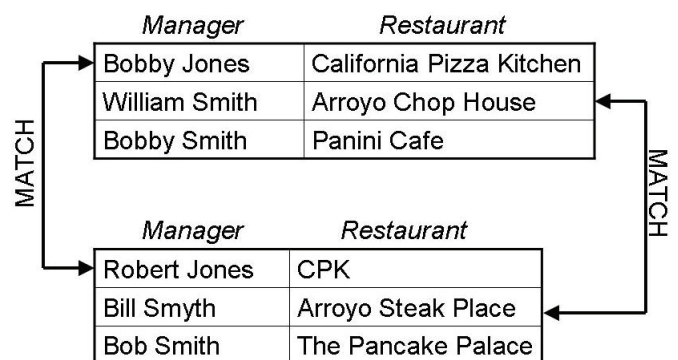 Manager Restaurant
Bobby Jones California Pizza Kitchen
William Smith Arroyo Chop House
Bobby Smith Panini Cafe
MATCH
MATCH
Manager Restaurant
Robert Jones CPK
Bill Smyth Arroyo Steak Place
Bob Smith The Pancake Palace